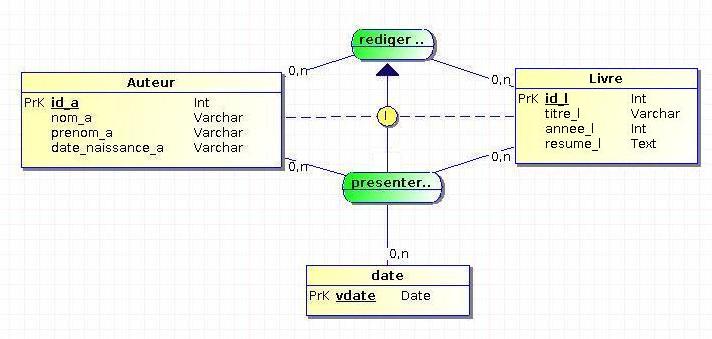 rediger ..
0,n
0,n
Auteur
PrK id_a Int
nom_a Varchar
prenom_a Varchar
date_naissance_a Varchar
I
Livre
PrK id_l Int
titre_l Varchar
annee_l Int
resume_l Text
0,n
0,n
presenter..
0,n
date
PrK vdate Date